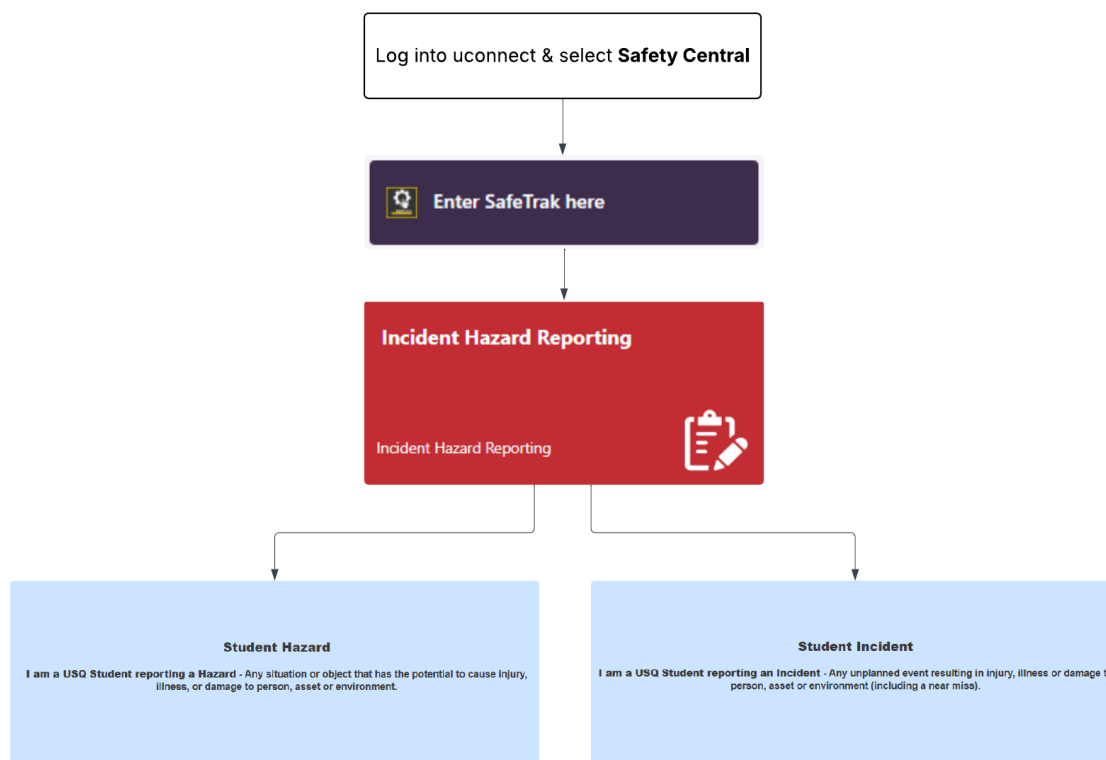 Log into uconnect & select Safety Central
Enter SafeTrak here
Incident Hazard Reporting
Incident Hazard Reporting
Student Hazard
I am a USQ Student reporting a Hazard - Any situation or object that has the potential to cause injury,
illness, or damage to person, asset or environment.
Student Incident
I am a USQ Student reporting an Incident - Any unplanned event resulting in injury, illness or damage
person, asset or environment (including a near miss).